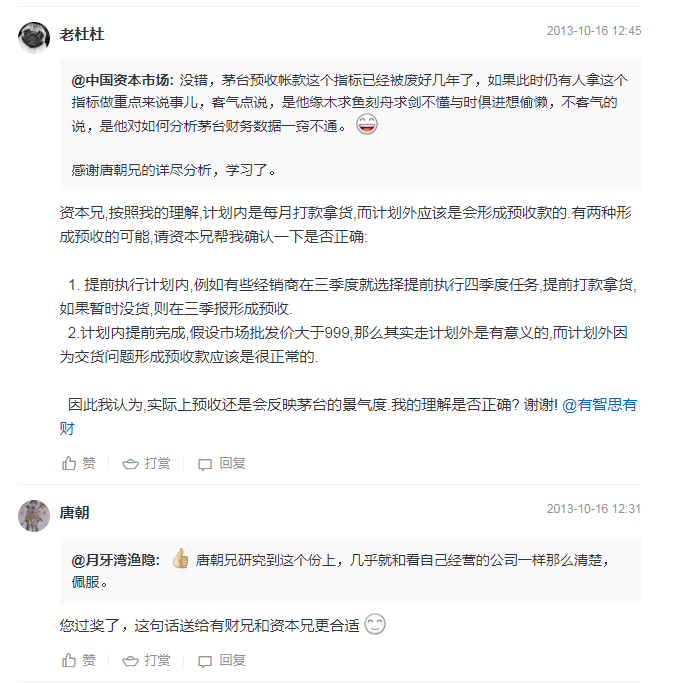 老杜杜
2013-10-16 12:45
@中国资本市场: 没错，茅台预收帐款这个指标已经被废好几年了，如果此时仍有人拿这个
指标做重点来说事儿，客气点说，是他缘木求鱼刻舟求剑不懂与时俱进想偷懒，不客气的
说，是他对如何分析茅台财务数据一窍不通。
感谢唐朝兄的详尽分析，学习了。
资本兄,按照我的理解,计划内是每月打款拿货,而计划外应该是会形成预收款的.有两种形
成预收的可能,请资本兄帮我确认一下是否正确:
1. 提前执行计划内,例如有些经销商在三季度就选择提前执行四季度任务,提前打款拿货,
如果暂时没货,则在三季报形成预收.
2.计划内提前完成,假设市场批发价大于999,那么其实走计划外是有意义的,而计划外因
为交货问题形成预收款应该是很正常的.
因此我认为,实际上预收还是会反映茅台的景气度.我的理解是否正确? 谢谢! @有智思有
财
赞 打赏 回复
唐朝
2013-10-16 12:31
@月牙湾渔隐: 唐朝兄研究到这个份上，几乎就和看自己经营的公司一样那么清楚，
佩服。
您过奖了，这句话送给有财兄和资本兄更合适
赞 打赏 回复